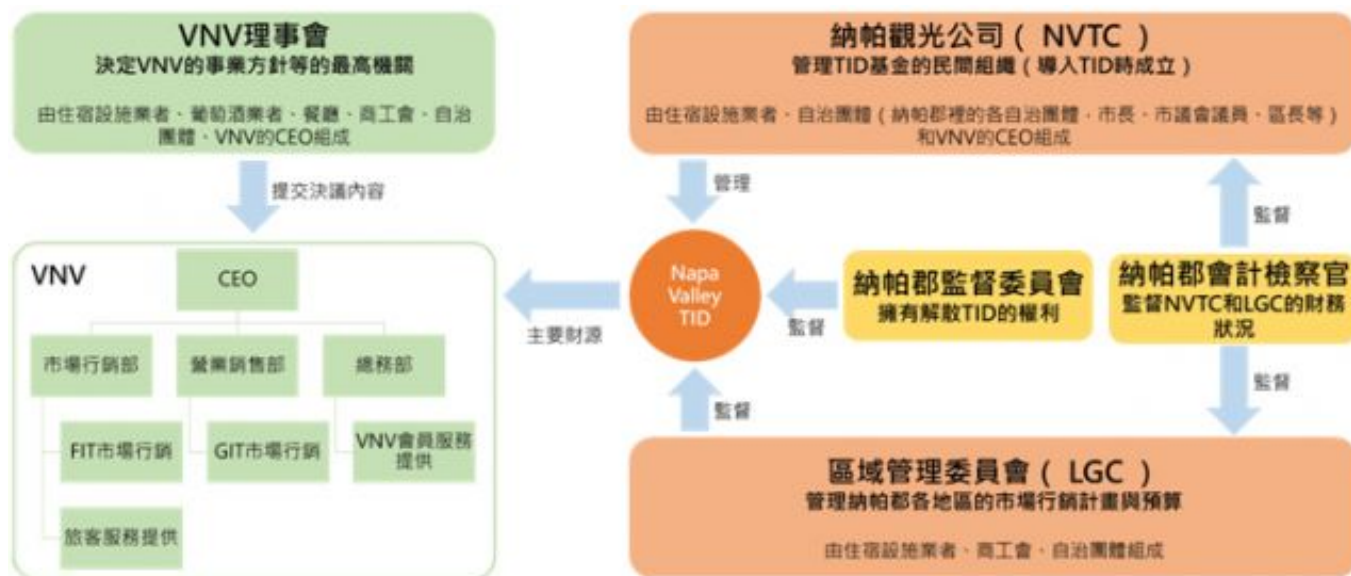 VNV理事會
決定VNV的事業方針等的最高機關
由住宿設施業者、葡萄酒業者、餐廳、商工會、自治
團體、VNV的CEO組成
提交決議內容
VNV
CEO
市場行銷部
營業銷售部
總務部
FIT市場行銷
GIT市場行銷
VNV會員服務
提供
旅客服務提供
主要財源
納帕觀光公司（ NVTC ）
管理TID基金的民間組織（導入TID時成立）
由住宿設施業者、自治團體（納帕郡裡的各自治團體，市長、市議會議員、區長等）
和VNV的CEO組成
管理
監督
Napa
Valley
TID
監督
納帕郡監督委員會
擁有解散TID的權利
納帕郡會計檢察官
監督NVTC和LGC的財務
狀況
監督
監督
區域管理委員會（ LGC ）
管理納帕郡各地區的市場行銷計畫與預算
由住宿設施業者、商工會、自治團體組成